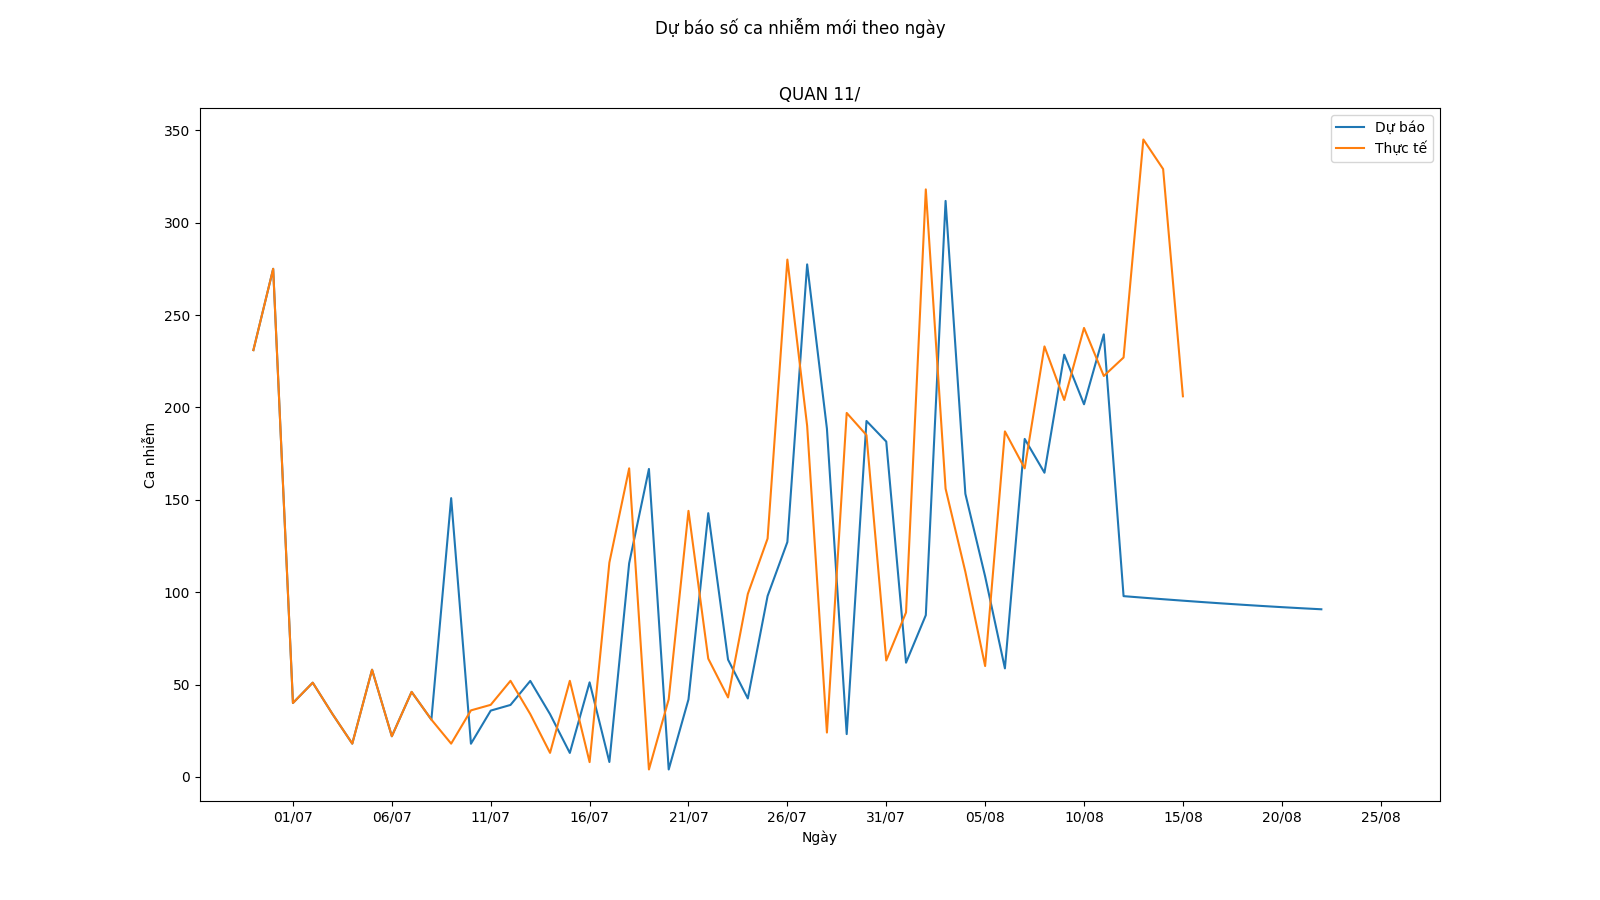 Dự báo số ca nhiễm mới theo ngày
QUAN 11/
Dự báo
Thực tế
350
300
250
200
150
100
50
0
Ca nhiễm
01/07 06/07 11/07 16/07 21/07 26/07 31/07 05/08 10/08 15/08 20/08 25/08
Ngày